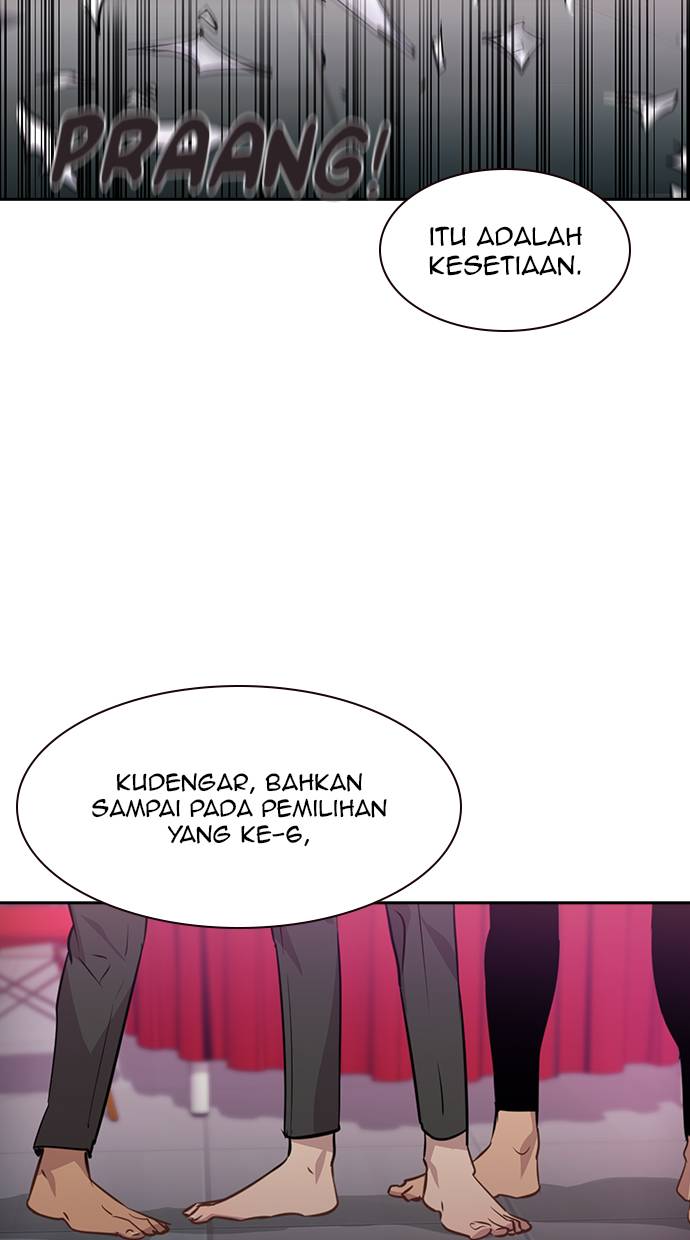 PRAANG!
ITU ADALAH
KESETIAAN.
KUDENGAR, BAHKAN
SAMPAI PADA PEMILIHAN
YANG KE-6,